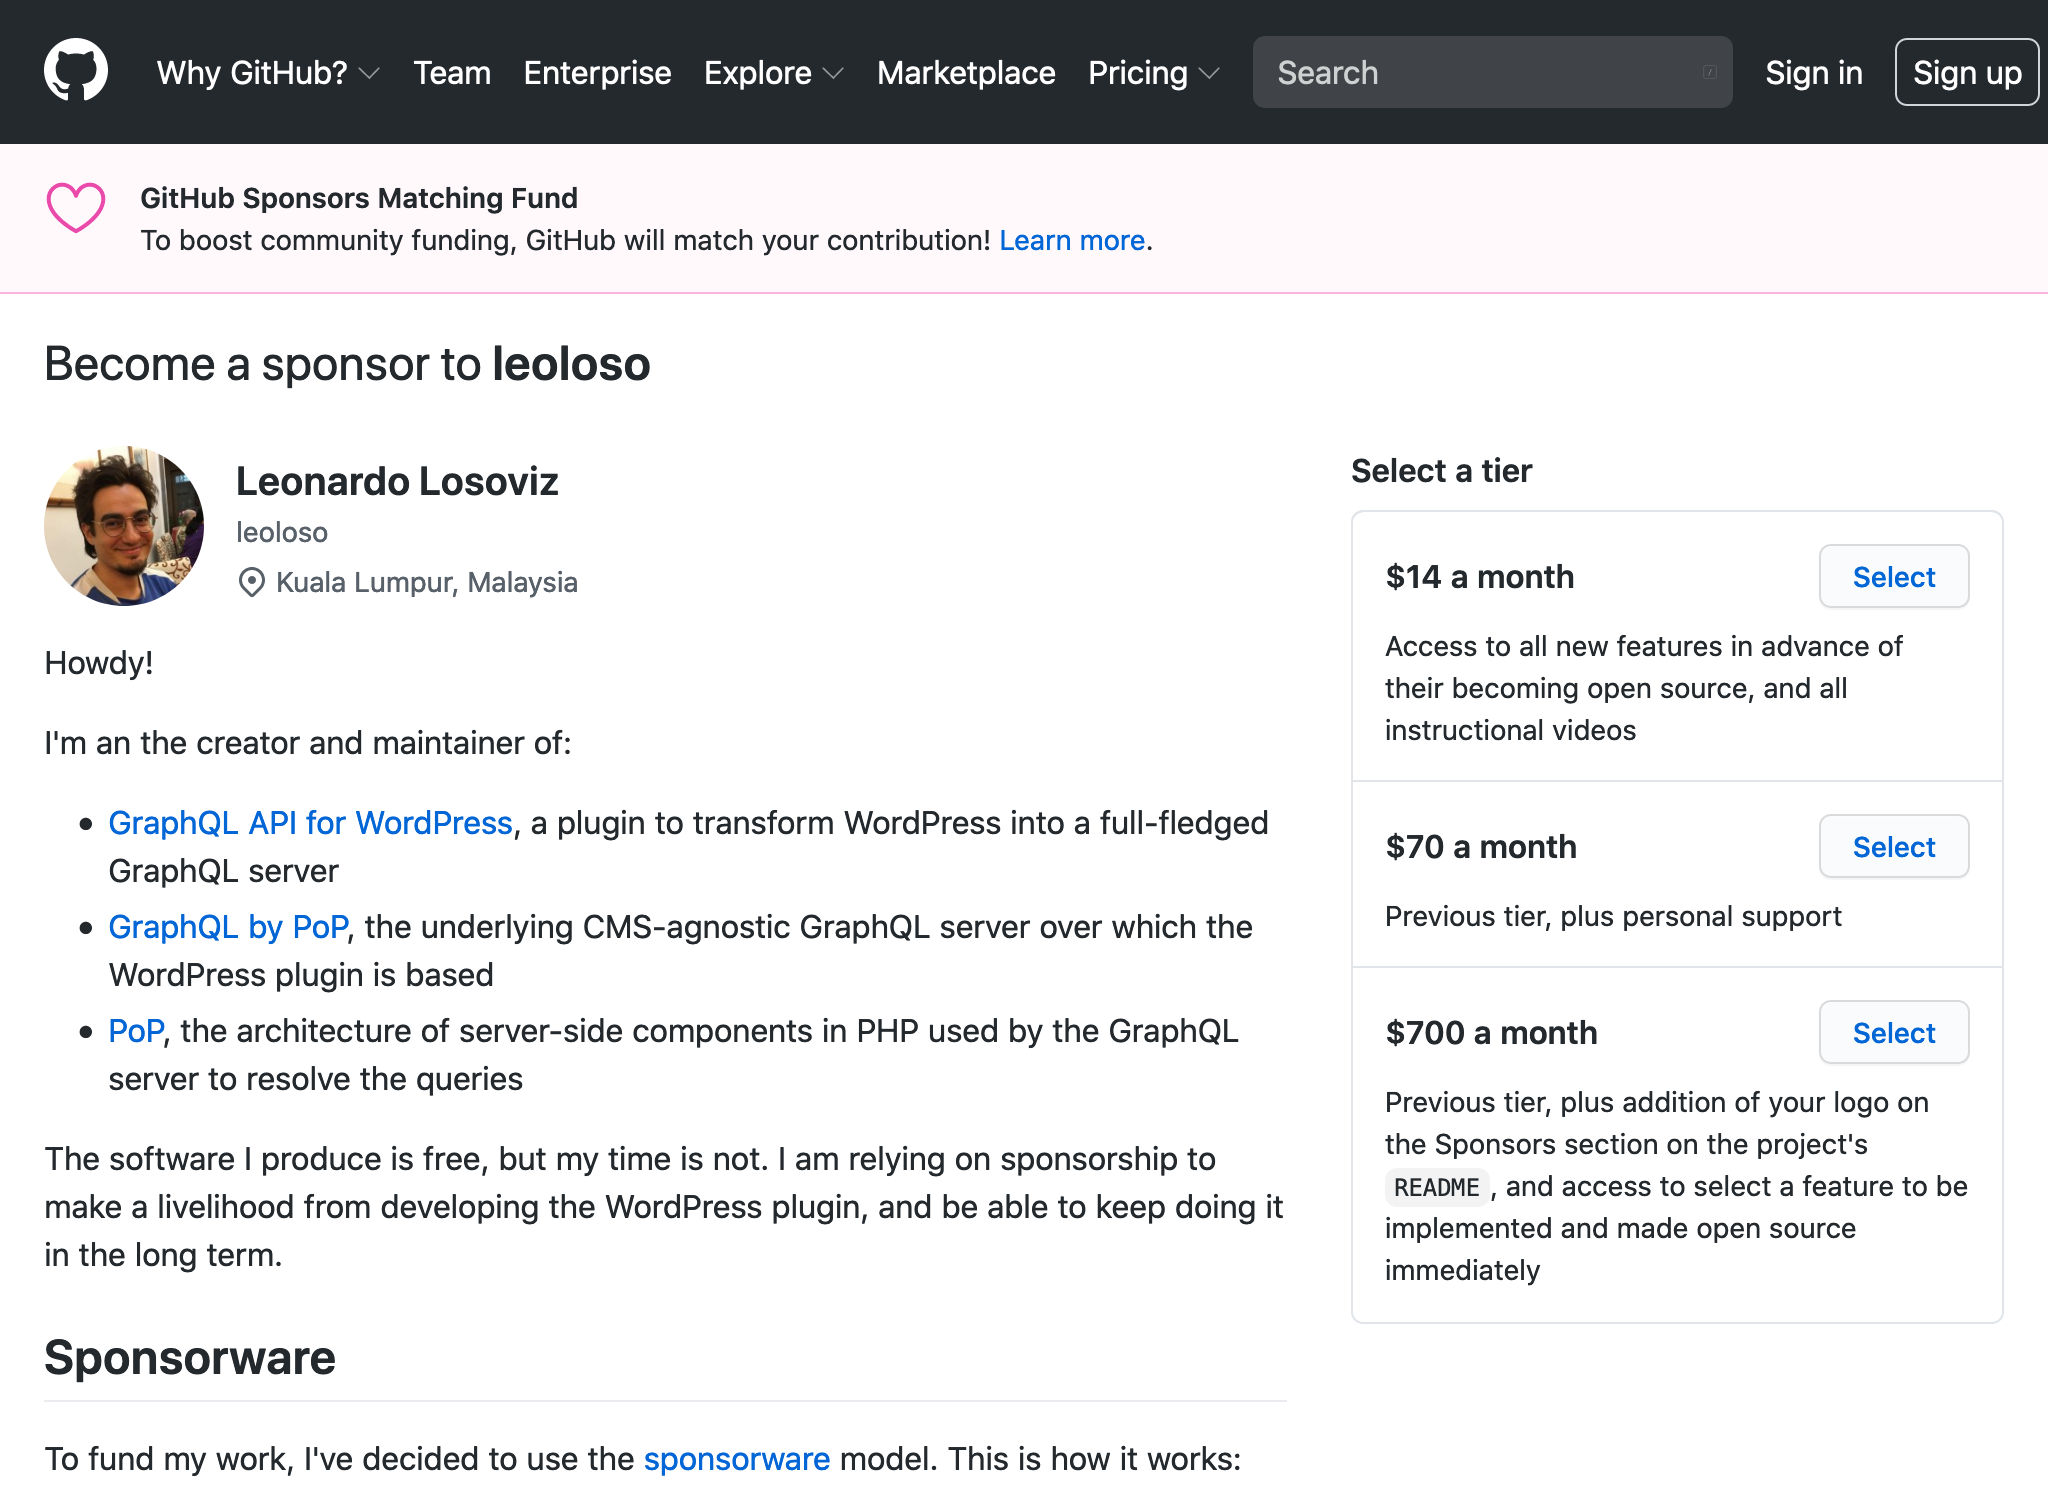 Why GitHub? Team Enterprise Explore Marketplace Pricing Search / Sign in Sign up
GitHub Sponsors Matching Fund
To boost community funding, GitHub will match your contribution! Learn more.
Become a sponsor to leoloso
Leonardo Losoviz
leoloso
Kuala Lumpur, Malaysia
Howdy!
I'm an the creator and maintainer of:
• GraphQL API for WordPress, a plugin to transform WordPress into a full-fledged
GraphQL server
• GraphQL by PoP, the underlying CMS-agnostic GraphQL server over which the
WordPress plugin is based
• PoP, the architecture of server-side components in PHP used by the GraphQL
server to resolve the queries
The software I produce is free, but my time is not. I am relying on sponsorship to
make a livelihood from developing the WordPress plugin, and be able to keep doing it
in the long term.
Sponsorware
To fund my work, I've decided to use the sponsorware model. This is how it works:
Select a tier
$14 a month Select
Access to all new features in advance of
their becoming open source, and all
instructional videos
$70 a month Select
Previous tier, plus personal support
$700 a month Select
Previous tier, plus addition of your logo on
the Sponsors section on the project's
README, and access to select a feature to be
implemented and made open source
immediately